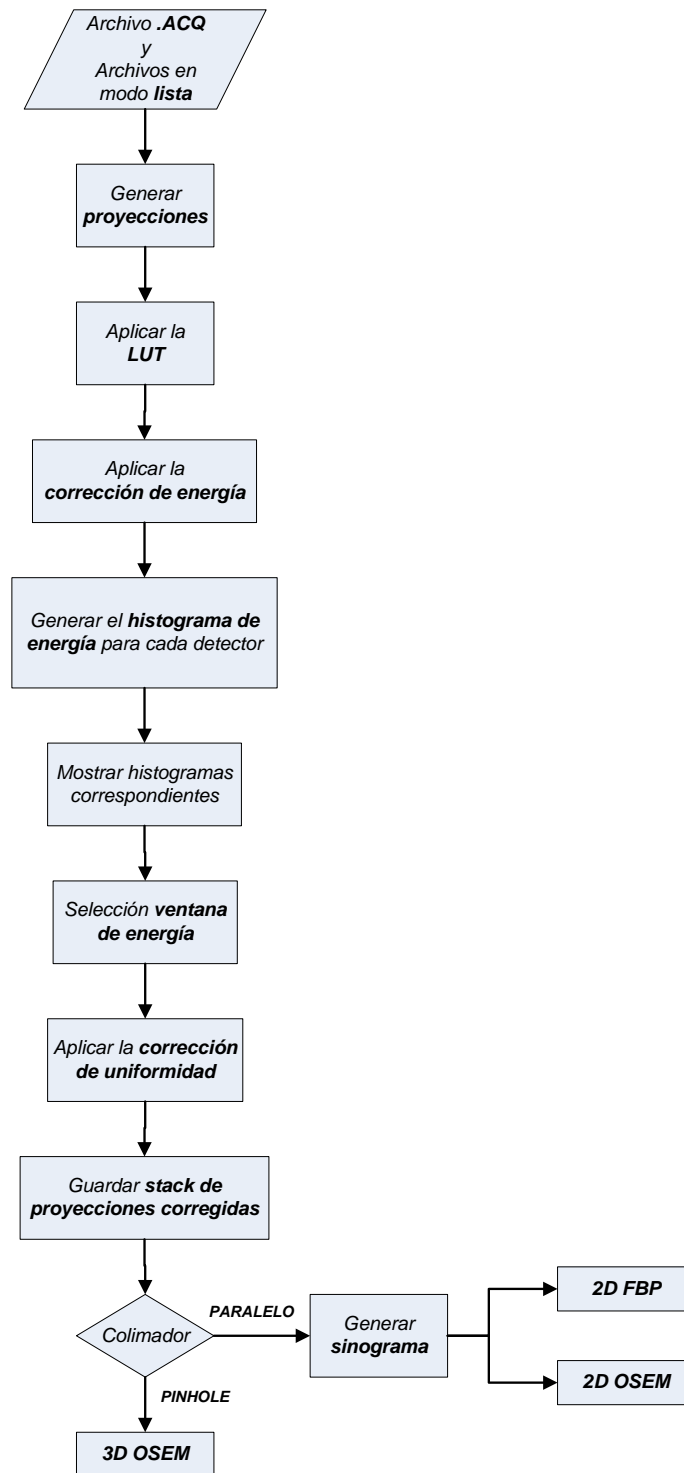 Archivo .ACQ
y
Archivos en
modo lista
Generar
proyecciones
Aplicar la
LUT
Aplicar la
corrección de energía
Generar el histograma de
energía para cada detector
Mostrar histogramas
correspondientes
Selección ventana
de energía
Aplicar la corrección
de uniformidad
Guardar stack de
proyecciones corregidas
Colimador
PARALELO
Generar
sinograma
2D FBP
2D OSEM
PINHOLE
3D OSEM